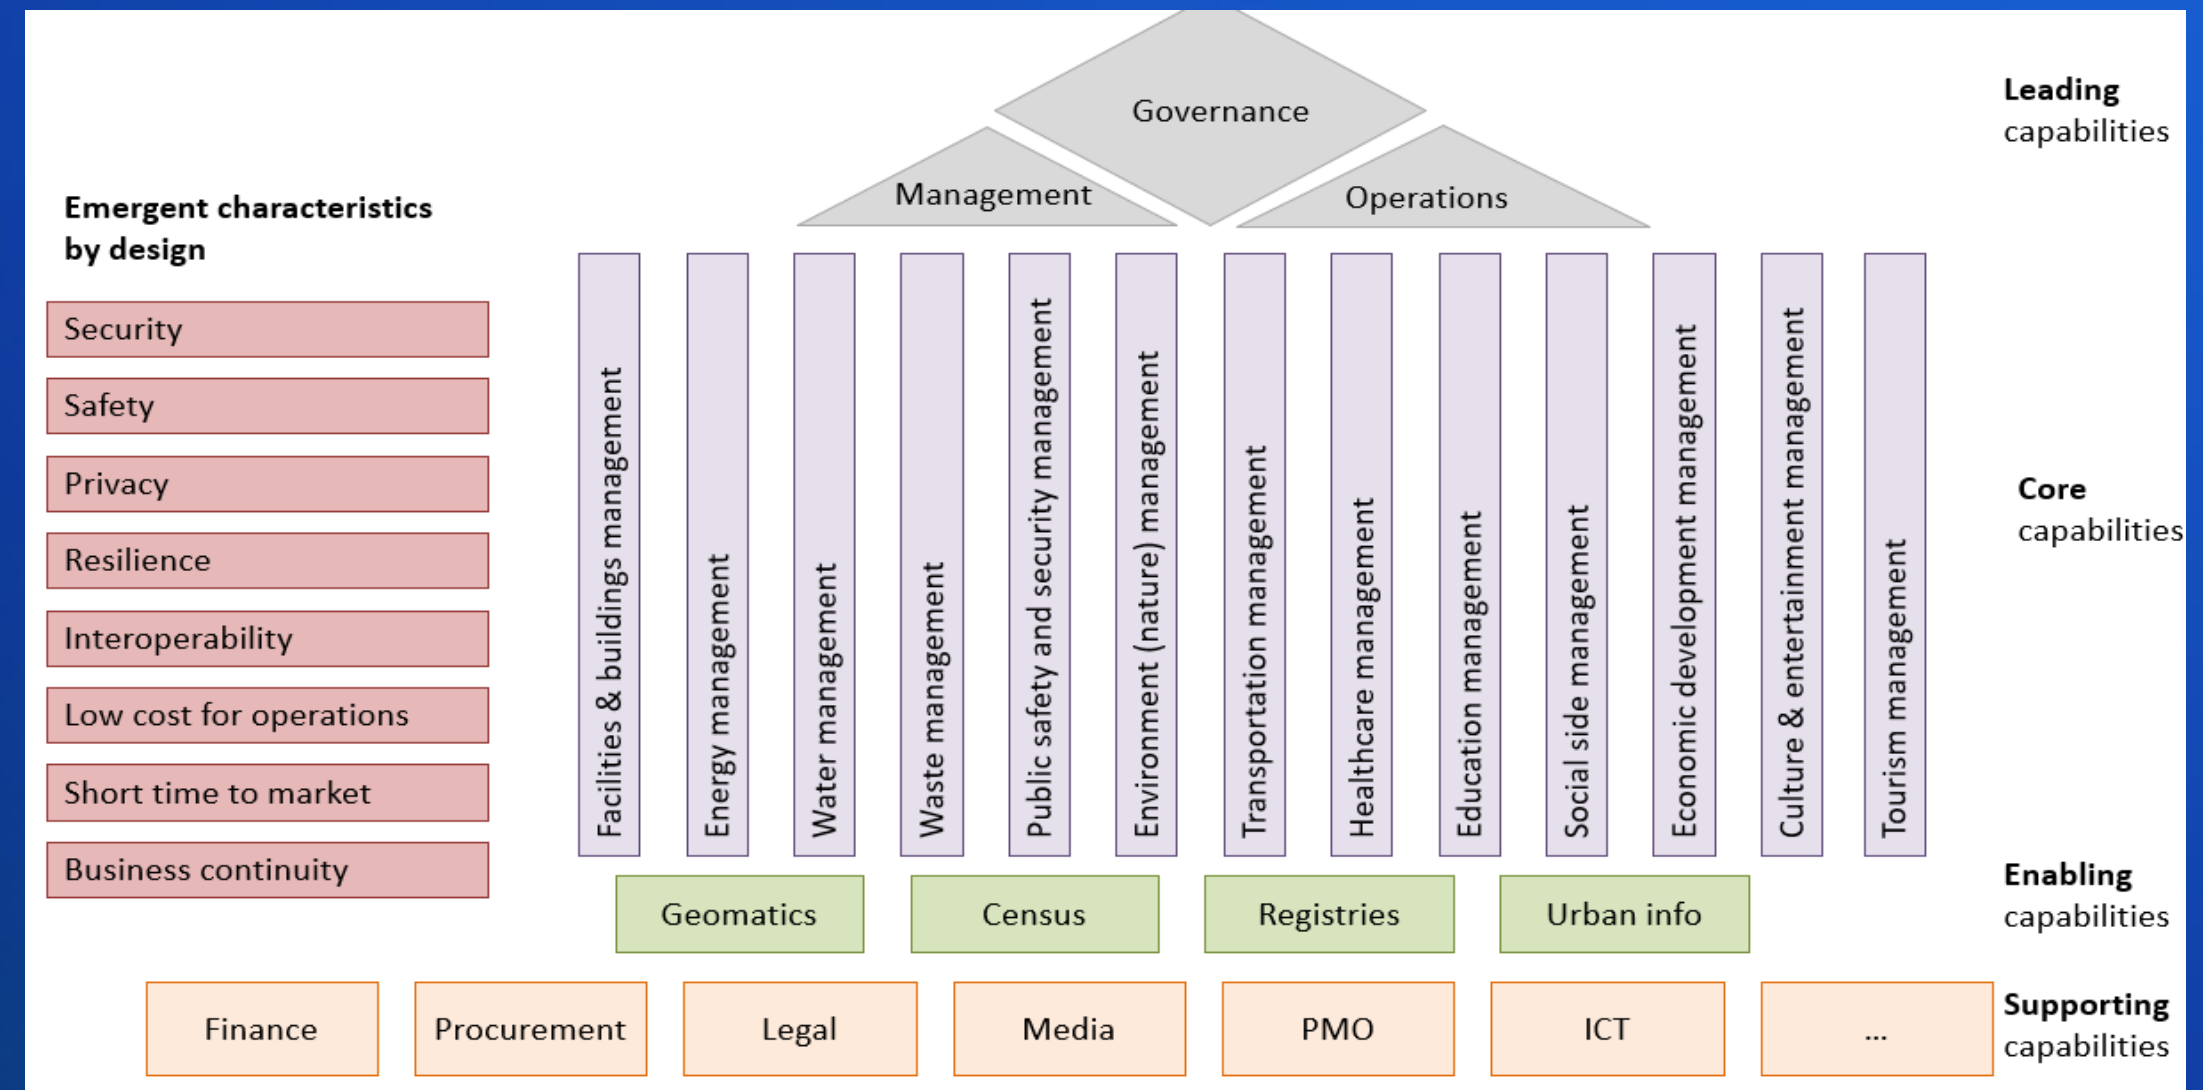 Governance
Leading
capabilities
Management
Operations
Emergent characteristics
by design
Security
Safety
Privacy
Resilience
Interoperability
Low cost for operations
Short time to market
Business continuity
Facilities & buildings management
Energy management
Water management
Waste management
Public safety and security management
Environment (nature) management
Transportation management
Healthcare management
Education management
Social side management
Economic development management
Culture & entertainment management
Tourism management
Core
capabilities
Geomatics
Census
Registries
Urban info
Enabling
capabilities
Finance
Procurement
Legal
Media
PMO
ICT
...
Supporting
capabilities